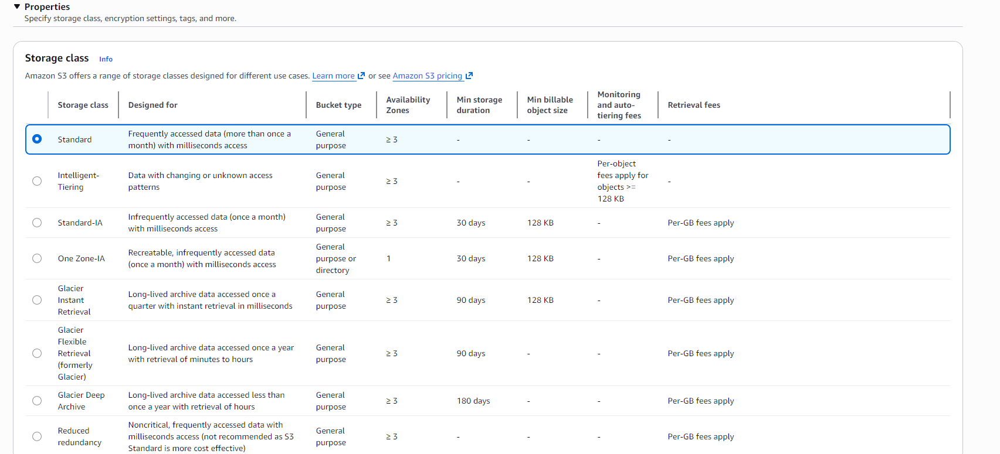 Properties
Specify storage class, encryption settings, tags, and more.
Storage class Info
Amazon S3 offers a range of storage classes designed for different use cases. Learn more or see Amazon S3 pricing
Storage class
Designed for
Bucket type
Availability
Zones
Min storage
duration
Min billable
object size
Monitoring
and auto-
tiering fees
Retrieval fees
Standard
Frequently accessed data (more than once a
month) with milliseconds access
General
purpose
≥ 3
-
-
-
-
Intelligent-
Tiering
Data with changing or unknown access
patterns
General
purpose
≥ 3
-
-
Per-object
fees apply for
objects >=
128 KB
-
Standard-IA
Infrequently accessed data (once a month)
with milliseconds access
General
purpose
≥ 3
30 days
128 KB
-
Per-GB fees apply
One Zone-IA
Recreatable, infrequently accessed data
(once a month) with milliseconds access
General
purpose or
directory
1
30 days
128 KB
-
Per-GB fees apply
Glacier
Instant
Retrieval
Long-lived archive data accessed once a
quarter with instant retrieval in milliseconds
General
purpose
≥ 3
90 days
128 KB
-
Per-GB fees apply
Glacier
Flexible
Retrieval
(formerly
Glacier)
Long-lived archive data accessed once a year
with retrieval of minutes to hours
General
purpose
≥ 3
90 days
-
-
Per-GB fees apply
Glacier Deep
Archive
Long-lived archive data accessed less than
once a year with retrieval of hours
General
purpose
≥ 3
180 days
-
-
Per-GB fees apply
Reduced
redundancy
Noncritical, frequently accessed data with
milliseconds access (not recommended as S3
Standard is more cost effective)
General
purpose
≥ 3
-
-
-
Per-GB fees apply